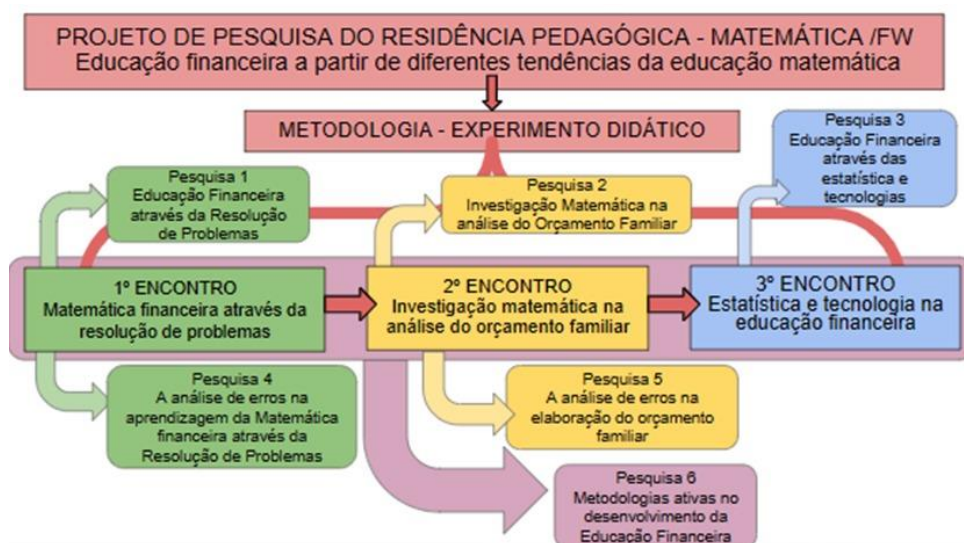 PROJETO DE PESQUISA DO RESIDÊNCIA PEDAGÓGICA - MATEMÁTICA /FW
Educação financeira a partir de diferentes tendências da educação matemática
METODOLOGIA - EXPERIMENTO DIDÁTICO
Pesquisa 1
Educação Financeira
através da Resolução
de Problemas
Pesquisa 2
Investigação Matemática na
análise do Orçamento Familiar
Pesquisa 3
Educação Financeira
através das
estatística e
tecnologias
1º ENCONTRO
Matemática financeira através da
resolução de problemas
2º ENCONTRO
Investigação matemática na
análise do orçamento familiar
3º ENCONTRO
Estatística e tecnologia na
educação financeira
Pesquisa 4
A análise de erros na
aprendizagem da Matemática
financeira através da
Resolução de Problemas
Pesquisa 5
A análise de erros na
elaboração do orçamento
familiar
Pesquisa 6
Metodologias ativas no
desenvolvimento da
Educação Financeira